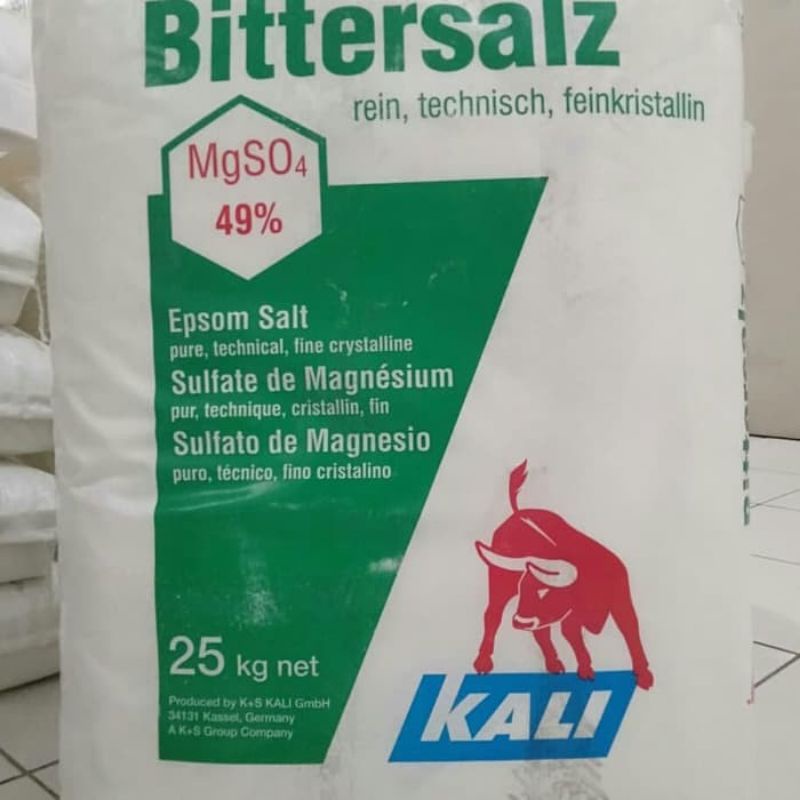 Bittersalz
rein, technisch, feinkristallin
MgSO4
49%
Epsom Salt
pure, technical, fine crystalline
Sulfate de Magnésium
pur, technique, cristallin, fin
Sulfato de Magnesio
puro, técnico, fino cristalino
25 kg net
Produced by K+S KALI GmbH
34131 Kassel, Germany
A K+S Group Company
KALI